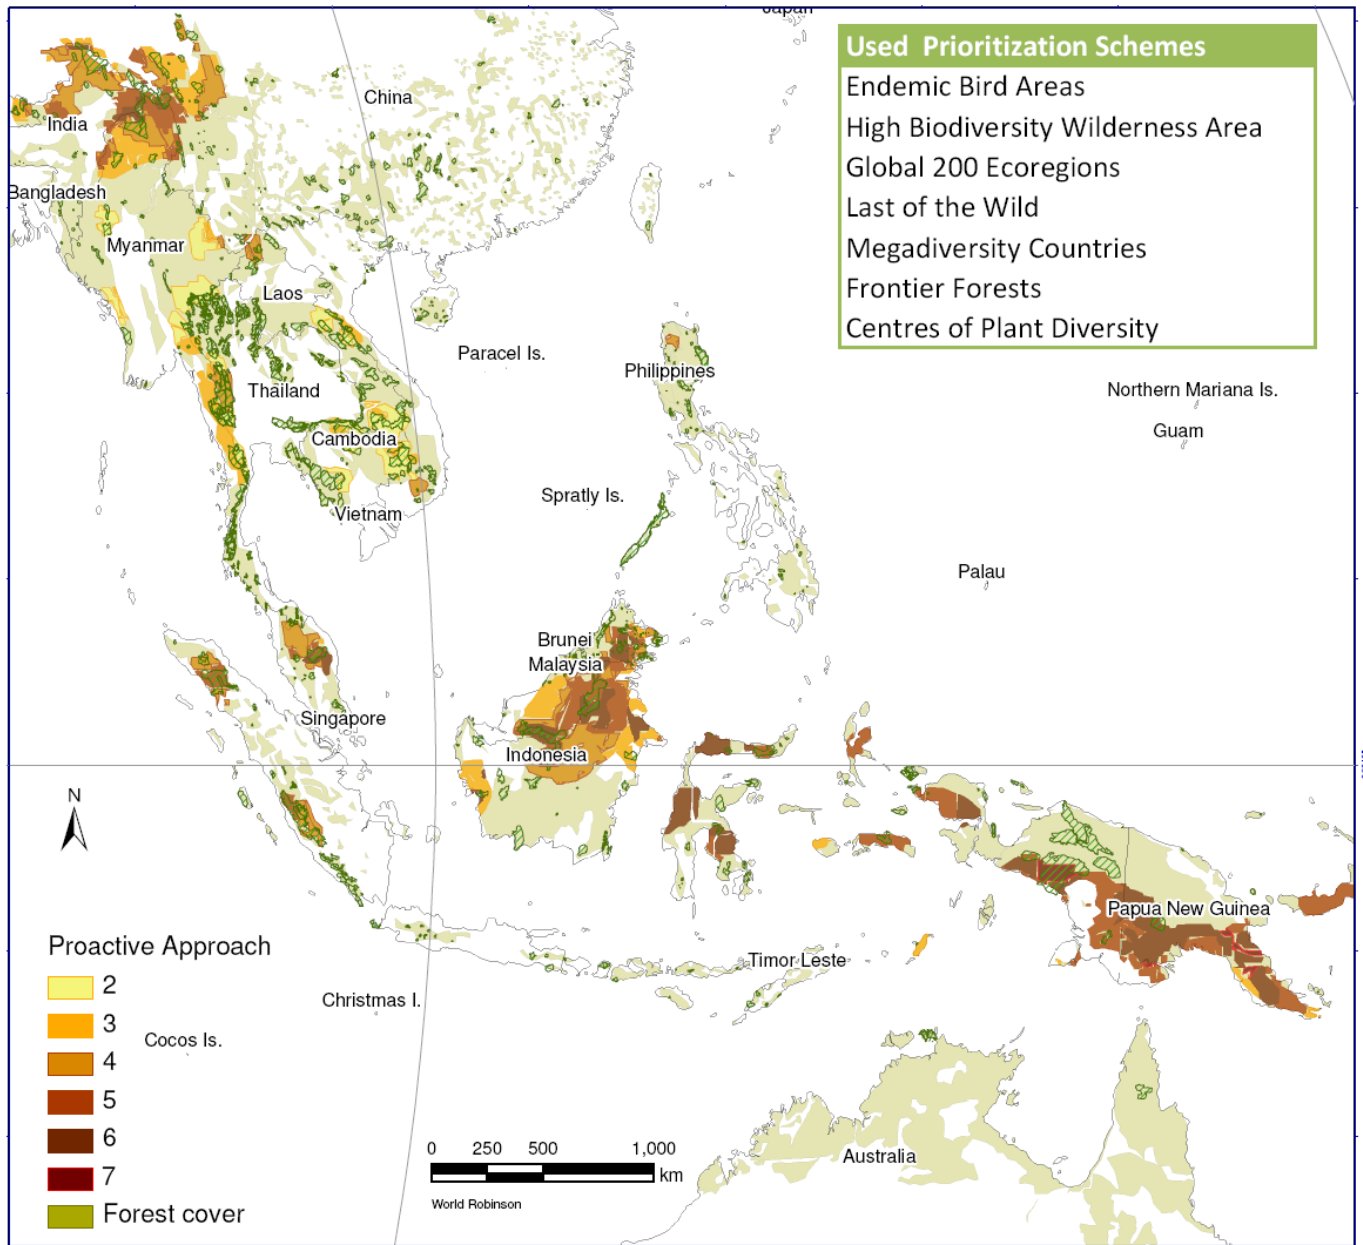 Japan
Used Prioritization Schemes
Endemic Bird Areas
High Biodiversity Wilderness Area
Global 200 Ecoregions
Last of the Wild
Megadiversity Countries
Frontier Forests
Centres of Plant Diversity
China
India
Bangladesh
Myanmar
Laos
Paracel Is.
Philippines
Thailand
Northern Mariana Is.
Guam
Cambodia
Spratly Is.
Vietnam
Palau
Brunei
Malaysia
Singapore
Indonesia
N
Papua New Guinea
Timor Leste
Christmas I.
Cocos Is.
Australia
Proactive Approach
2
3
4
5
6
7
Forest cover
0 250 500 1,000
km
World Robinson